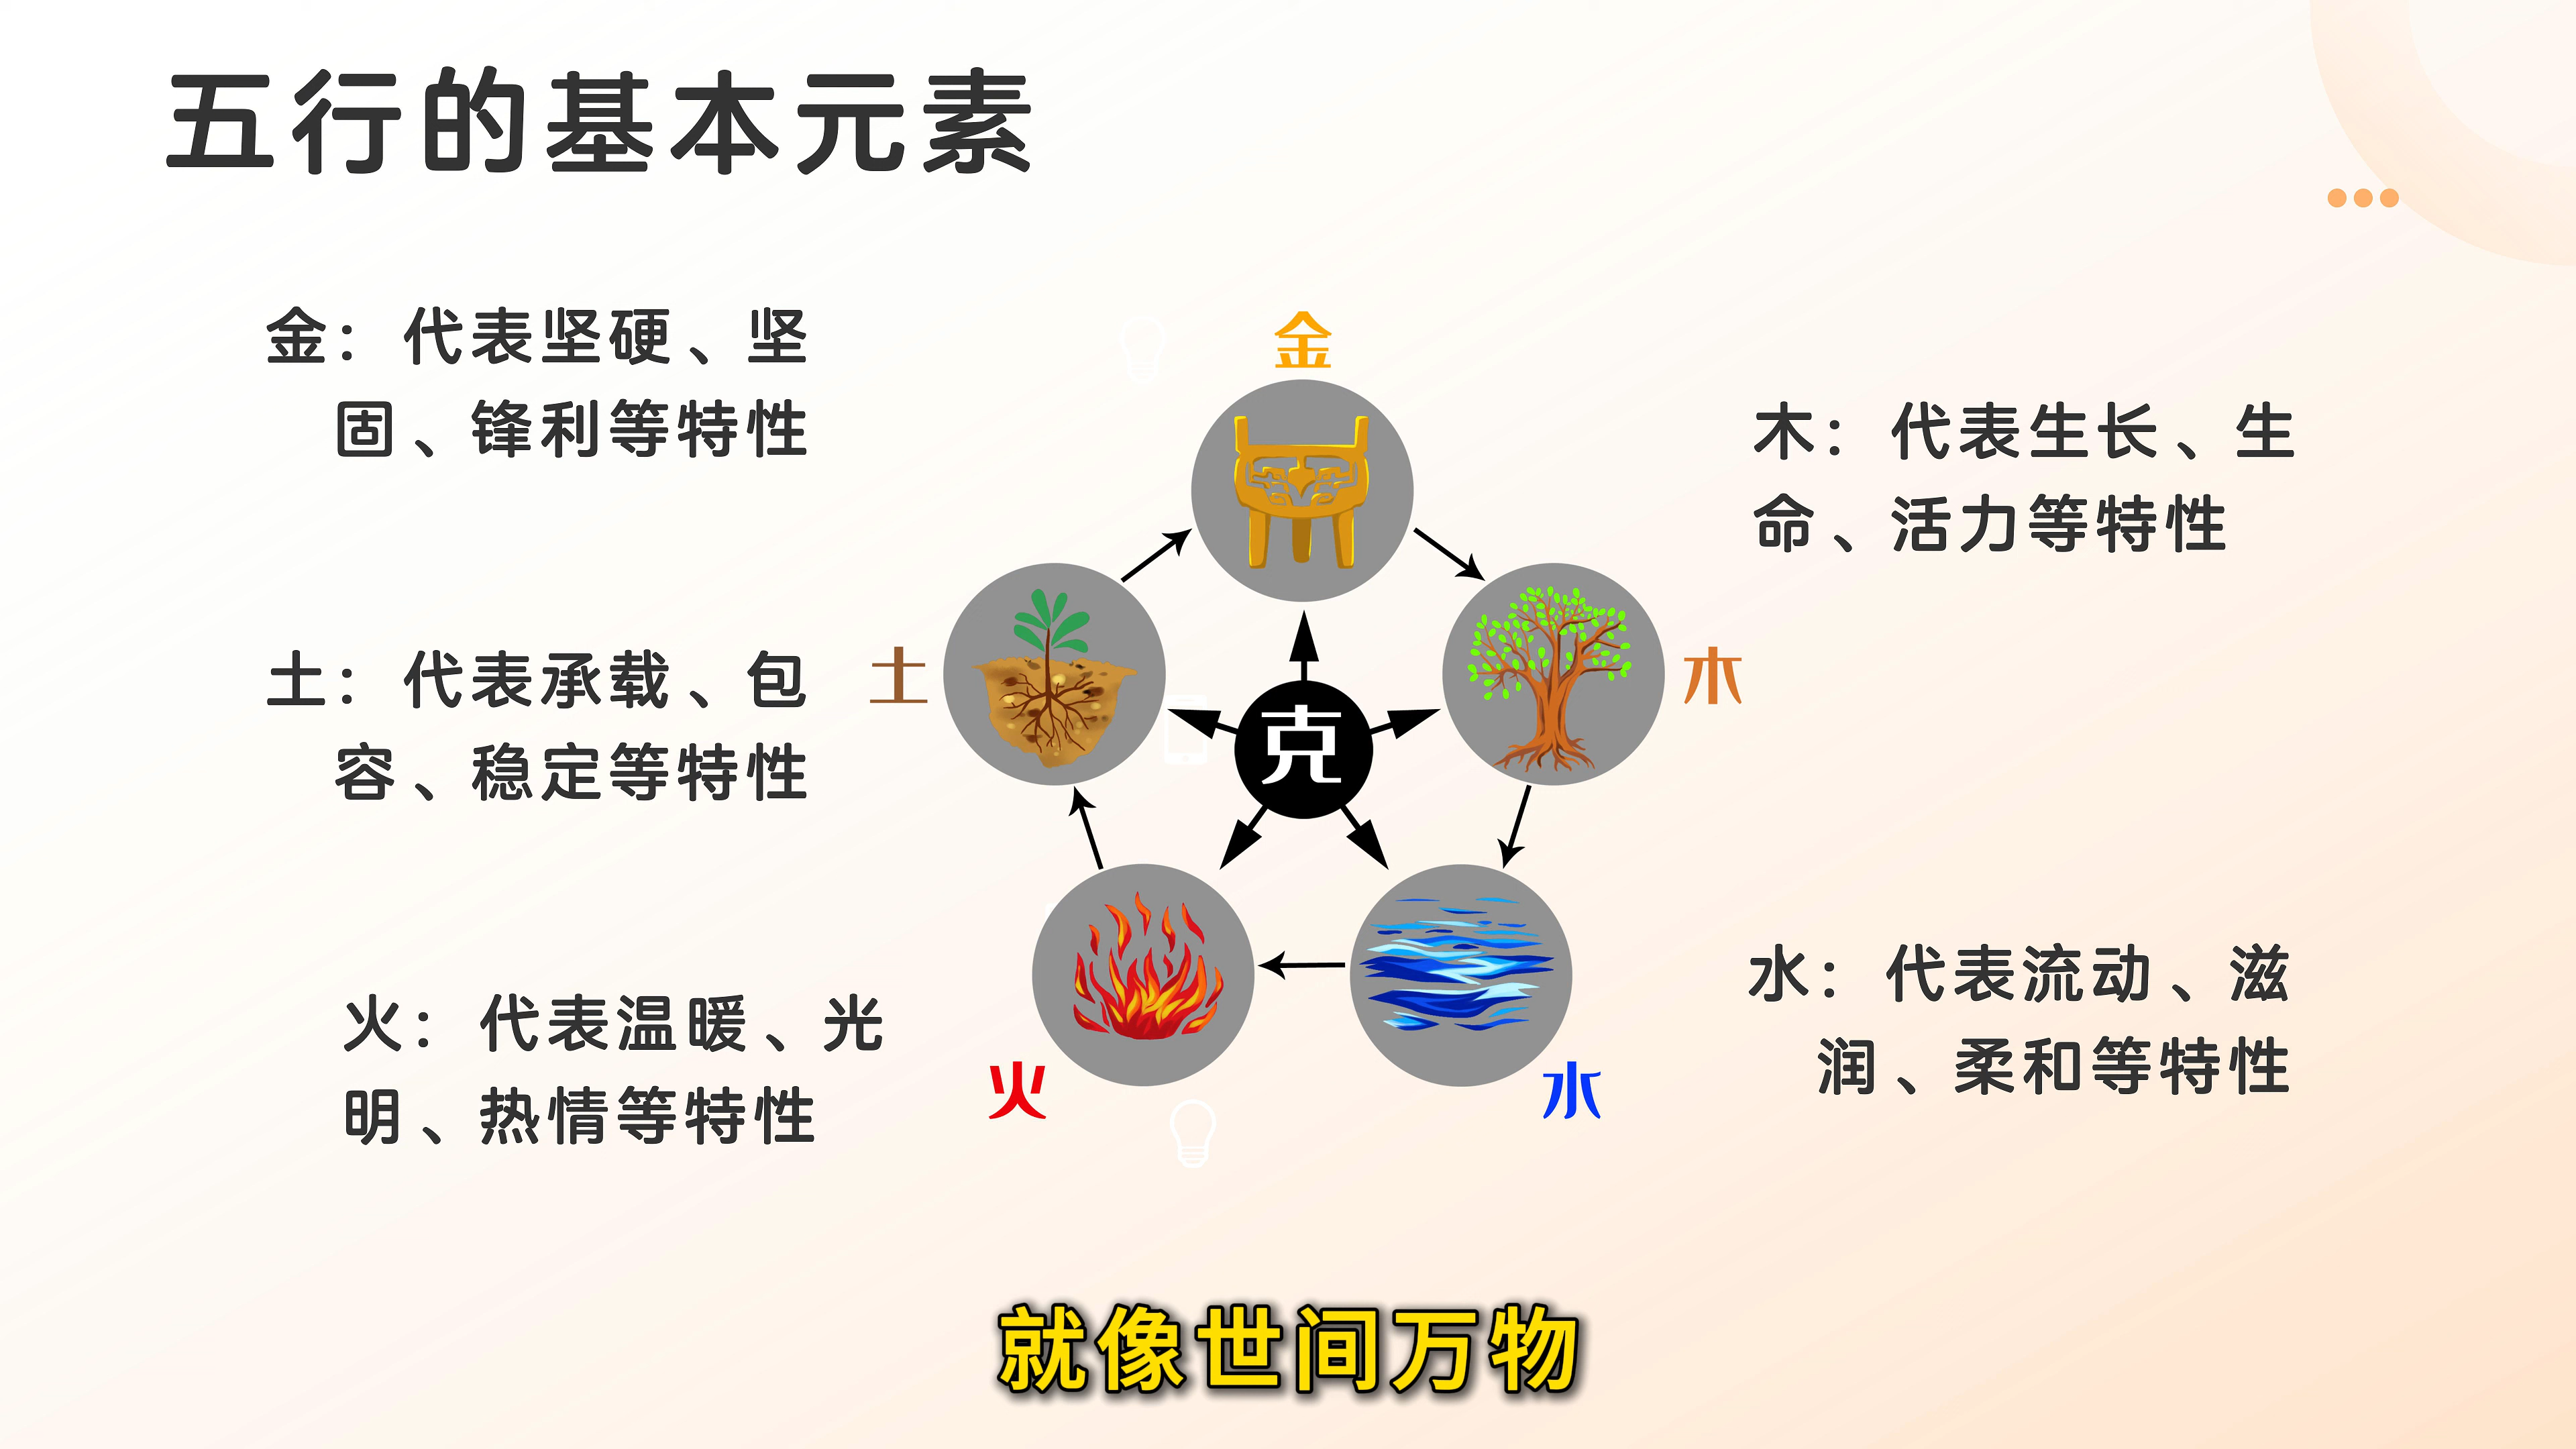 五行的基本元素
金：代表坚硬、坚
固、锋利等特性
土：代表承载、包
容、稳定等特性
火：代表温暖、光
明、热情等特性
金
土
木
克
火
水
木：代表生长、生
命、活力等特性
水：代表流动、滋
润、柔和等特性
就像世间万物